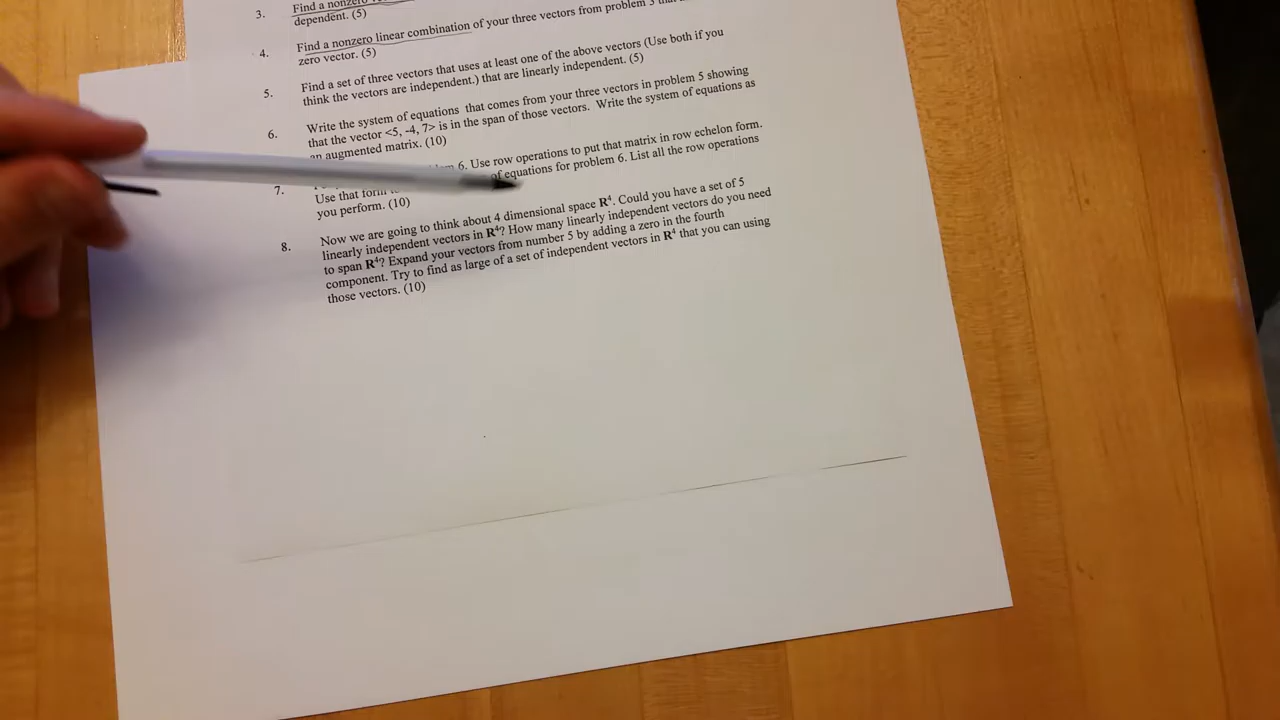 3. Find a nonzero
dependent. (5)
4. Find a nonzero linear combination of your three vectors from problem 3
zero vector. (5)
5. Find a set of three vectors that uses at least one of the above vectors (Use both if you
think the vectors are independent.) that are linearly independent. (5)
6. Write the system of equations that comes from your three vectors in problem 5 showing
that the vector <5, -4, 7> is in the span of those vectors. Write the system of equations as
an augmented matrix. (10)
7. 6. Use row operations to put that matrix in row echelon form.
Use that form of equations for problem 6. List all the row operations
you perform. (10)
8. Now we are going to think about 4 dimensional space R⁴. Could you have a set of 5
linearly independent vectors in R⁴? How many linearly independent vectors do you need
to span R⁴? Expand your vectors from number 5 by adding a zero in the fourth
component. Try to find as large of a set of independent vectors in R⁴ that you can using
those vectors. (10)